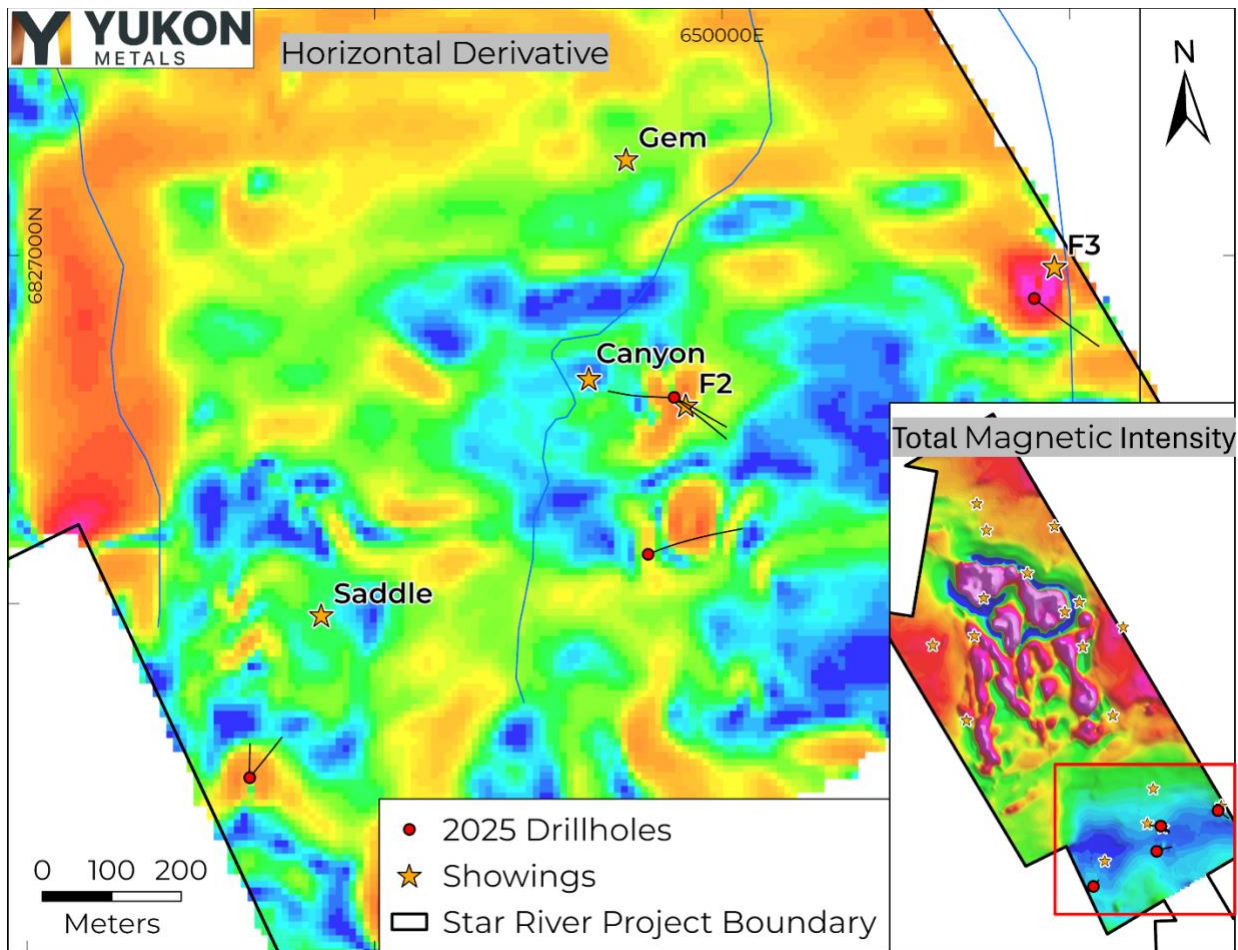 YUKON
METALS
Horizontal Derivative
650000E
N
Gem
6827000N
F3
Canyon
F2
Total Magnetic Intensity
Saddle
2025 Drillholes
Showings
Star River Project Boundary
0 100 200
Meters